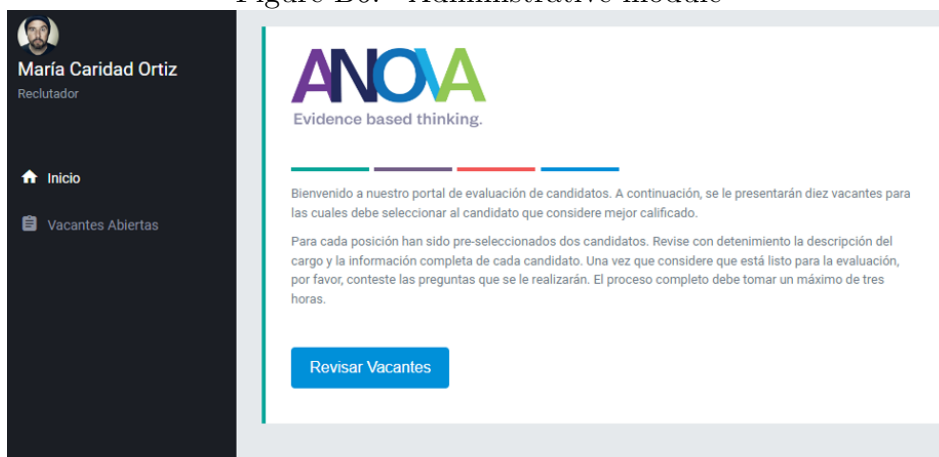 María Caridad Ortiz
Reclutador
Inicio
Vacantes Abiertas
ANOVA
Evidence based thinking.
Bienvenido a nuestro portal de evaluación de candidatos. A continuación, se le presentarán diez vacantes para
las cuales debe seleccionar al candidato que considere mejor calificado.
Para cada posición han sido pre-seleccionados dos candidatos. Revise con detenimiento la descripción del
cargo y la información completa de cada candidato. Una vez que considere que está listo para la evaluación,
por favor, conteste las preguntas que se le realizarán. El proceso completo debe tomar un máximo de tres
horas.
Revisar Vacantes